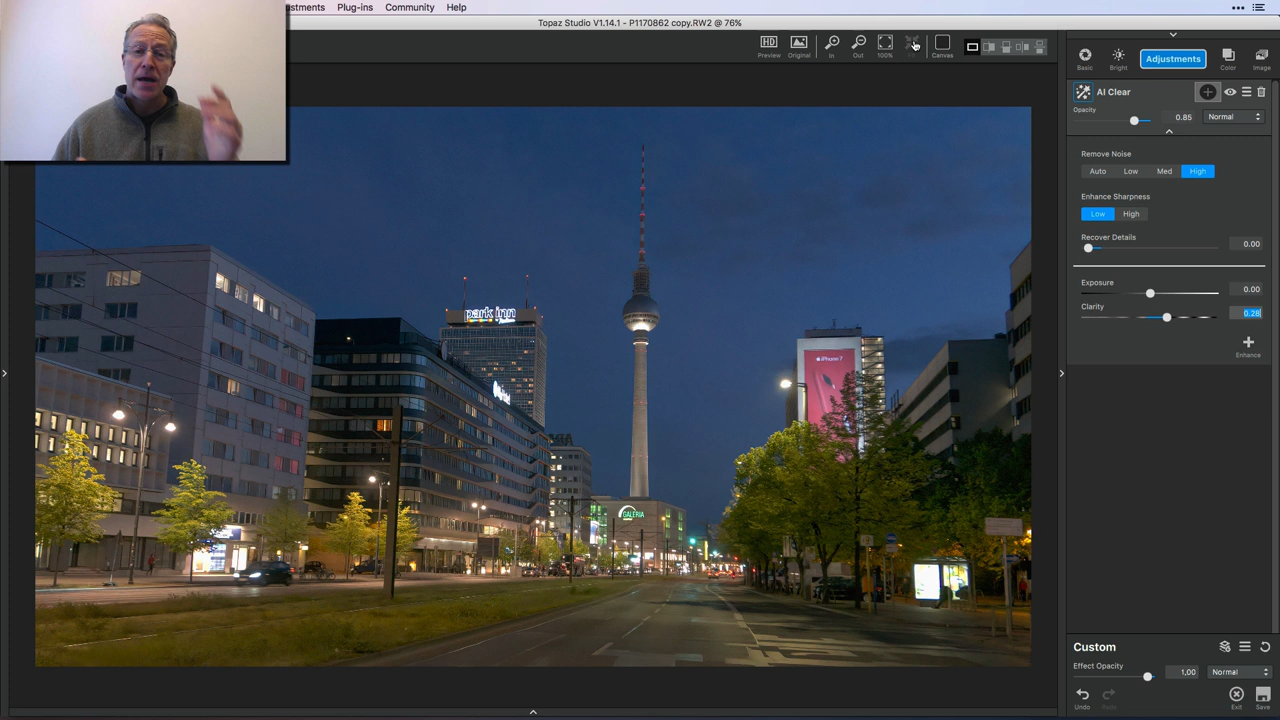 stments Plug-ins Community Help
Topaz Studio V1.14.1 - P1170862 copy.RW2 @ 76%
HD
Preview Original In Out 100% Canvas
Basic Bright Adjustments Color Image
AI Clear
Opacity
0.85 Normal
Remove Noise
Auto Low Med High
Enhance Sharpness
Low High
Recover Details
0.00
Exposure
0.00
Clarity
0.28
Enhance
park inn
iPhone 7
GALERIA
Custom
Effect Opacity
1.00 Normal
Undo Redo Exit Save